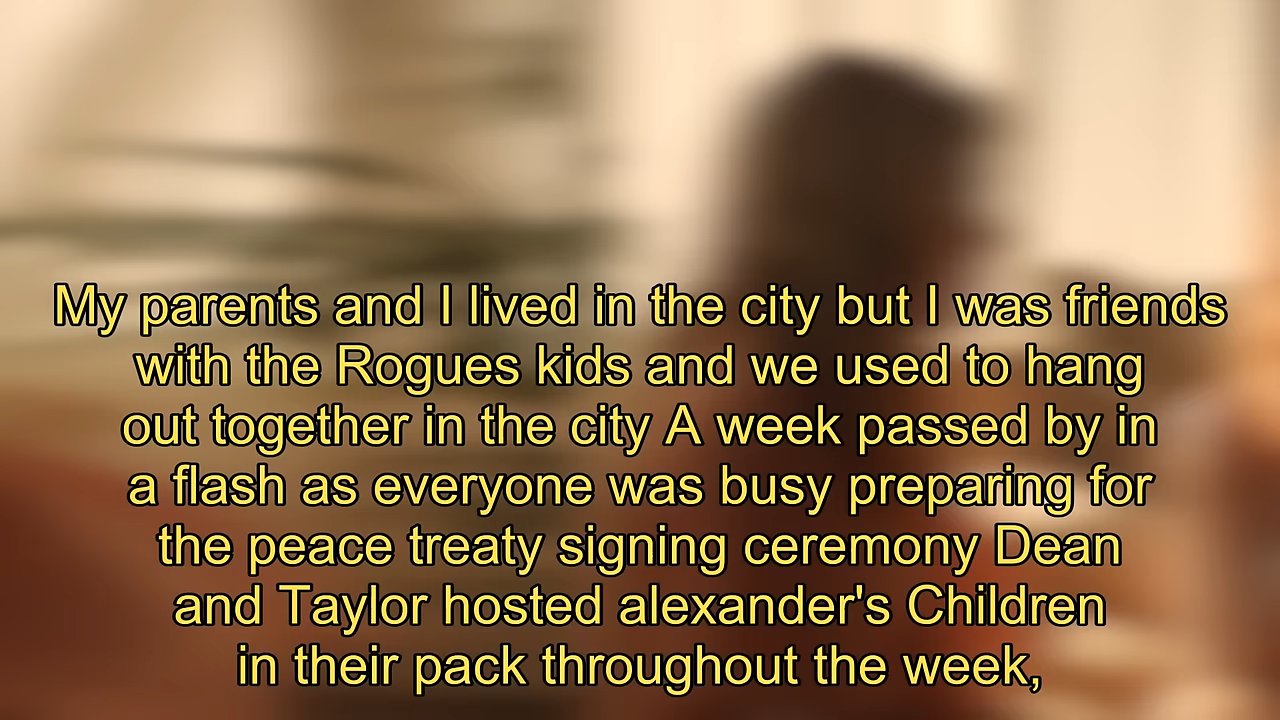 My parents and I lived in the city but I was friends
with the Rogues kids and we used to hang
out together in the city A week passed by in
a flash as everyone was busy preparing for
the peace treaty signing ceremony Dean
and Taylor hosted alexander's Children
in their pack throughout the week,